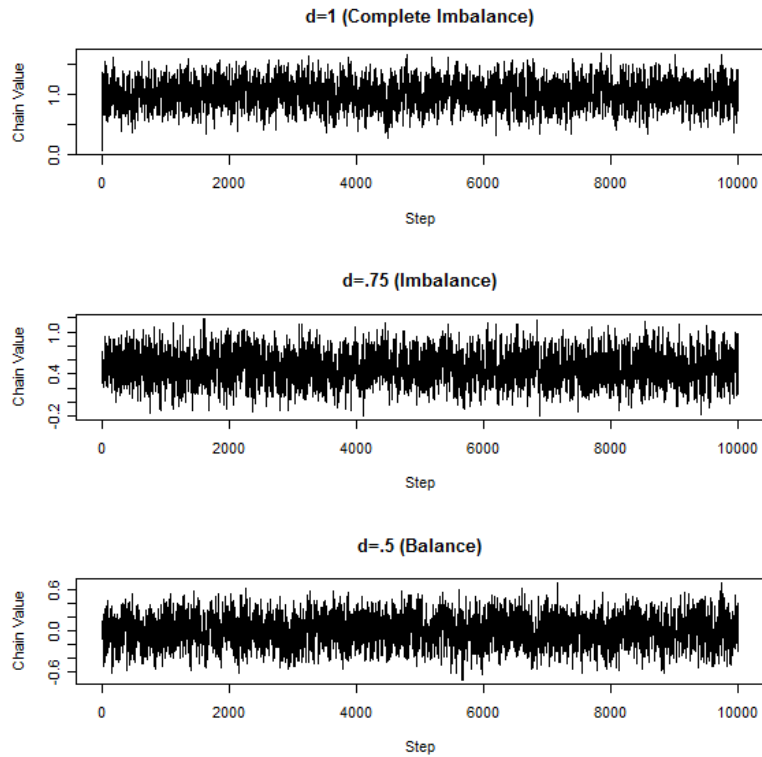 d=1 (Complete Imbalance)
Chain Value
1.0
0.0
0 2000 4000 6000 8000 10000
Step
d=.75 (Imbalance)
Chain Value
1.0
0.4
-0.2
0 2000 4000 6000 8000 10000
Step
d=.5 (Balance)
Chain Value
0.6
0.0
-0.6
0 2000 4000 6000 8000 10000
Step